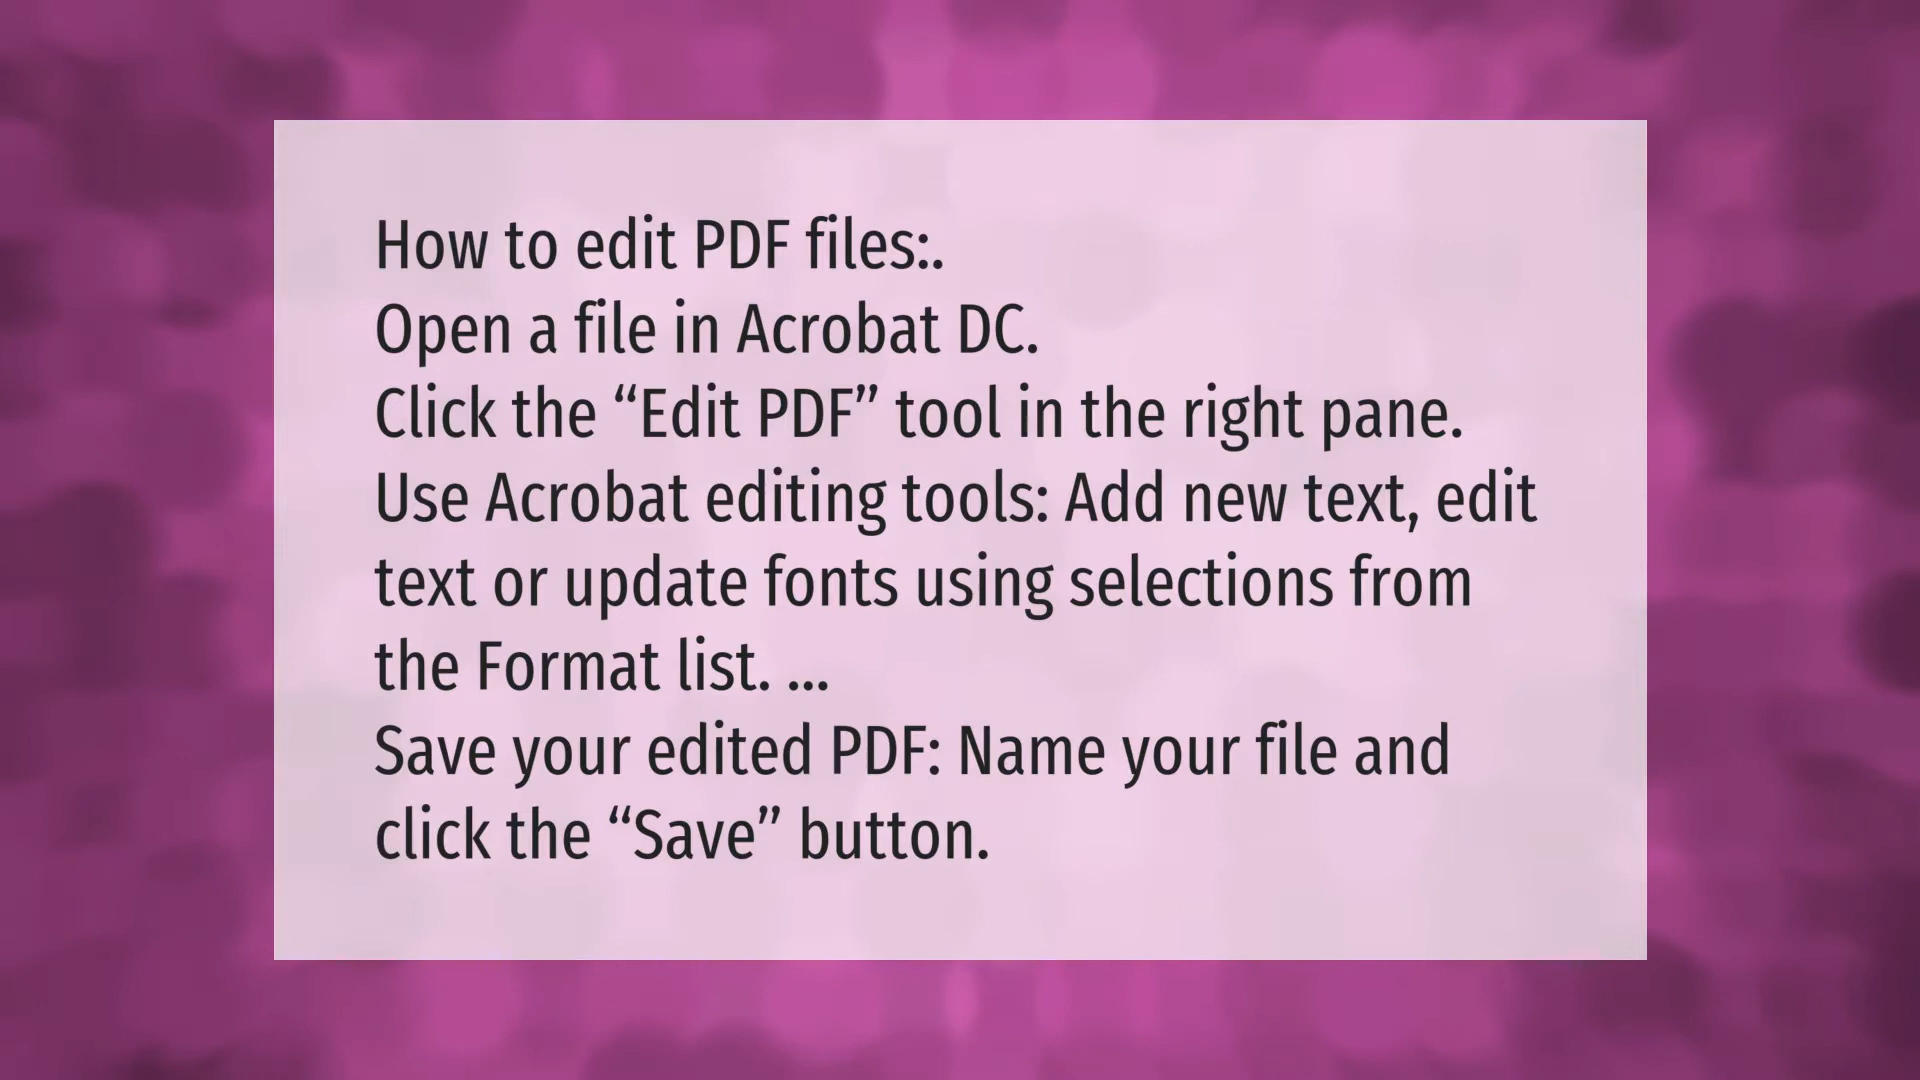 How to edit PDF files:.
Open a file in Acrobat DC.
Click the “Edit PDF” tool in the right pane.
Use Acrobat editing tools: Add new text, edit
text or update fonts using selections from
the Format list. ...
Save your edited PDF: Name your file and
click the “Save” button.